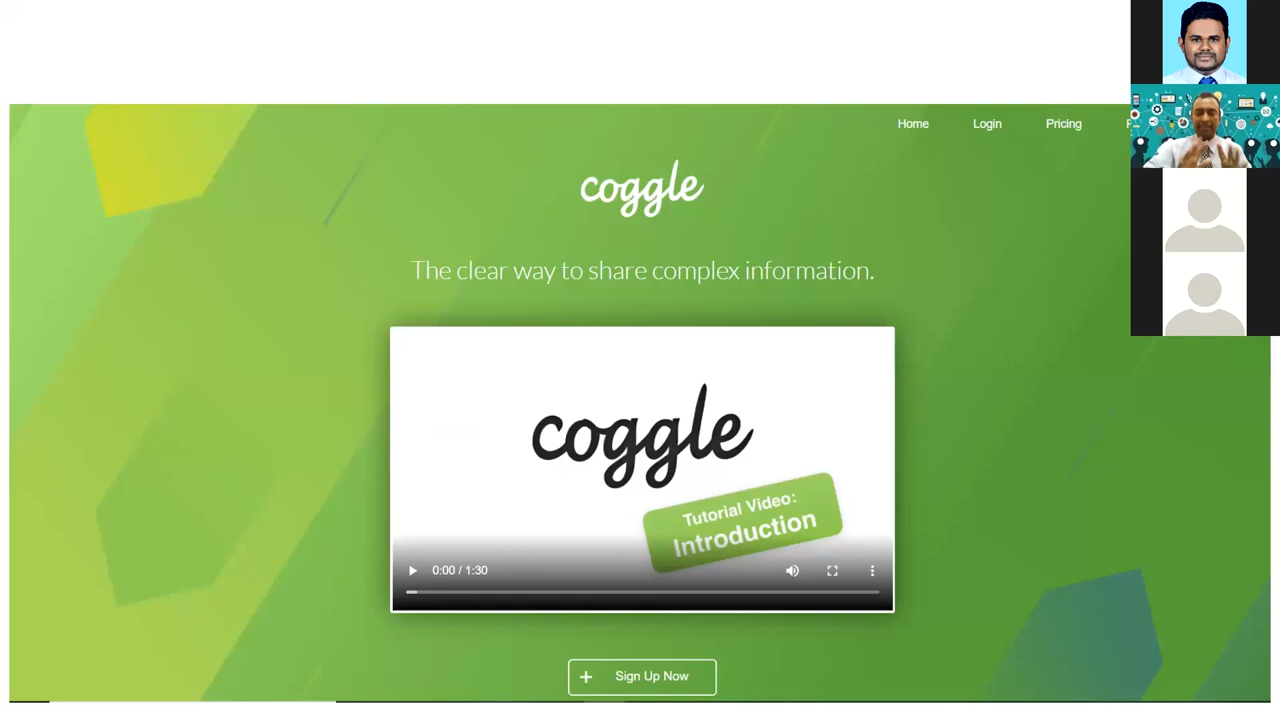 Home Login Pricing
coggle
The clear way to share complex information.
coggle
Tutorial Video:
Introduction
0:00 / 1:30
Sign Up Now